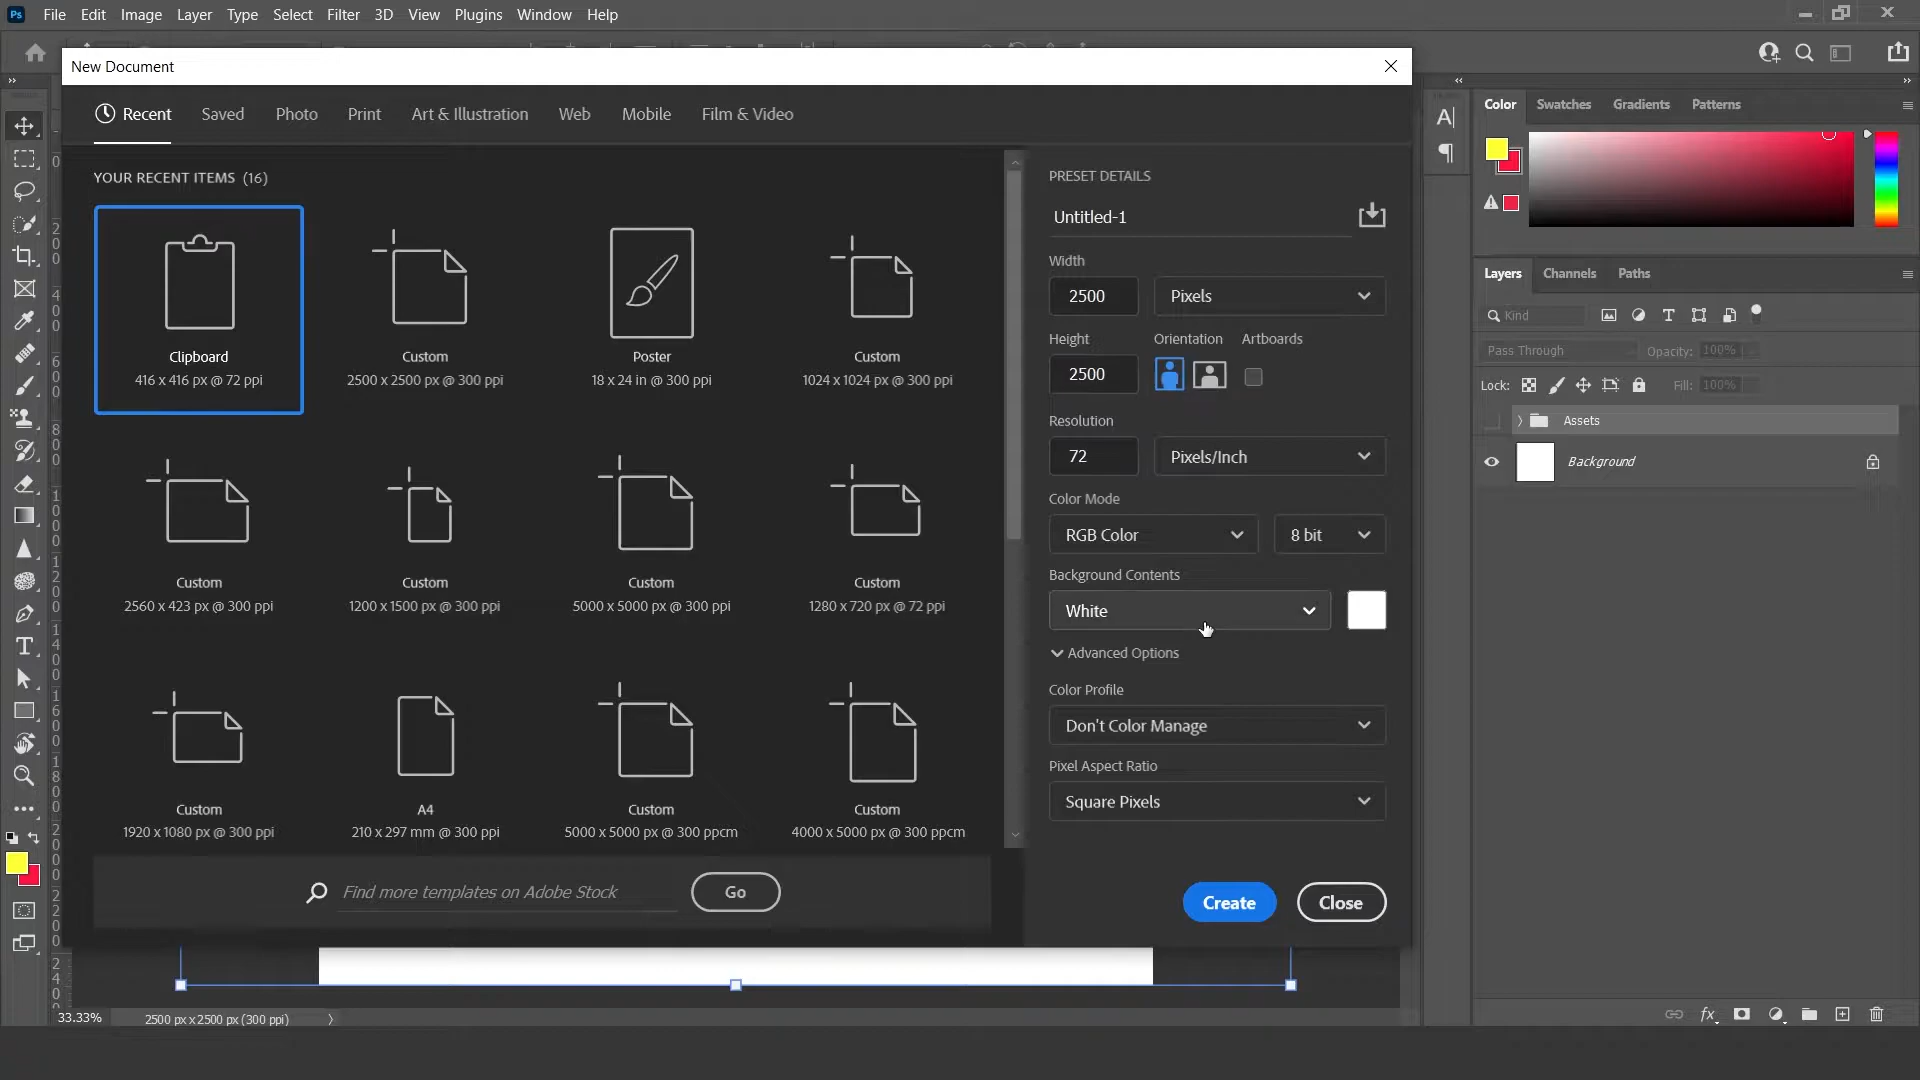 Ps File Edit Image Layer Type Select Filter 3D View Plugins Window Help
New Document
Recent Saved Photo Print Art & Illustration Web Mobile Film & Video
YOUR RECENT ITEMS (16)
Clipboard
416 x 416 px @ 72 ppi
Custom
2500 x 2500 px @ 300 ppi
Poster
18 x 24 in @ 300 ppi
Custom
1024 x 1024 px @ 300 ppi
Custom
2560 x 423 px @ 300 ppi
Custom
1200 x 1500 px @ 300 ppi
Custom
5000 x 5000 px @ 300 ppi
Custom
1280 x 720 px @ 72 ppi
Custom
1920 x 1080 px @ 300 ppi
A4
210 x 297 mm @ 300 ppi
Custom
5000 x 5000 px @ 300 ppcm
Custom
4000 x 5000 px @ 300 ppcm
Find more templates on Adobe Stock
Go
PRESET DETAILS
Untitled-1
Width
2500 Pixels
Height Orientation Artboards
2500
Resolution
72 Pixels/Inch
Color Mode
RGB Color 8 bit
Background Contents
White
Advanced Options
Color Profile
Don't Color Manage
Pixel Aspect Ratio
Square Pixels
Create Close
Color Swatches Gradients Patterns
Layers Channels Paths
Kind
Pass Through Opacity: 100%
Lock: Fill: 100%
Assets
Background
fx
33.33% 2500 px x 2500 px (300 ppi)